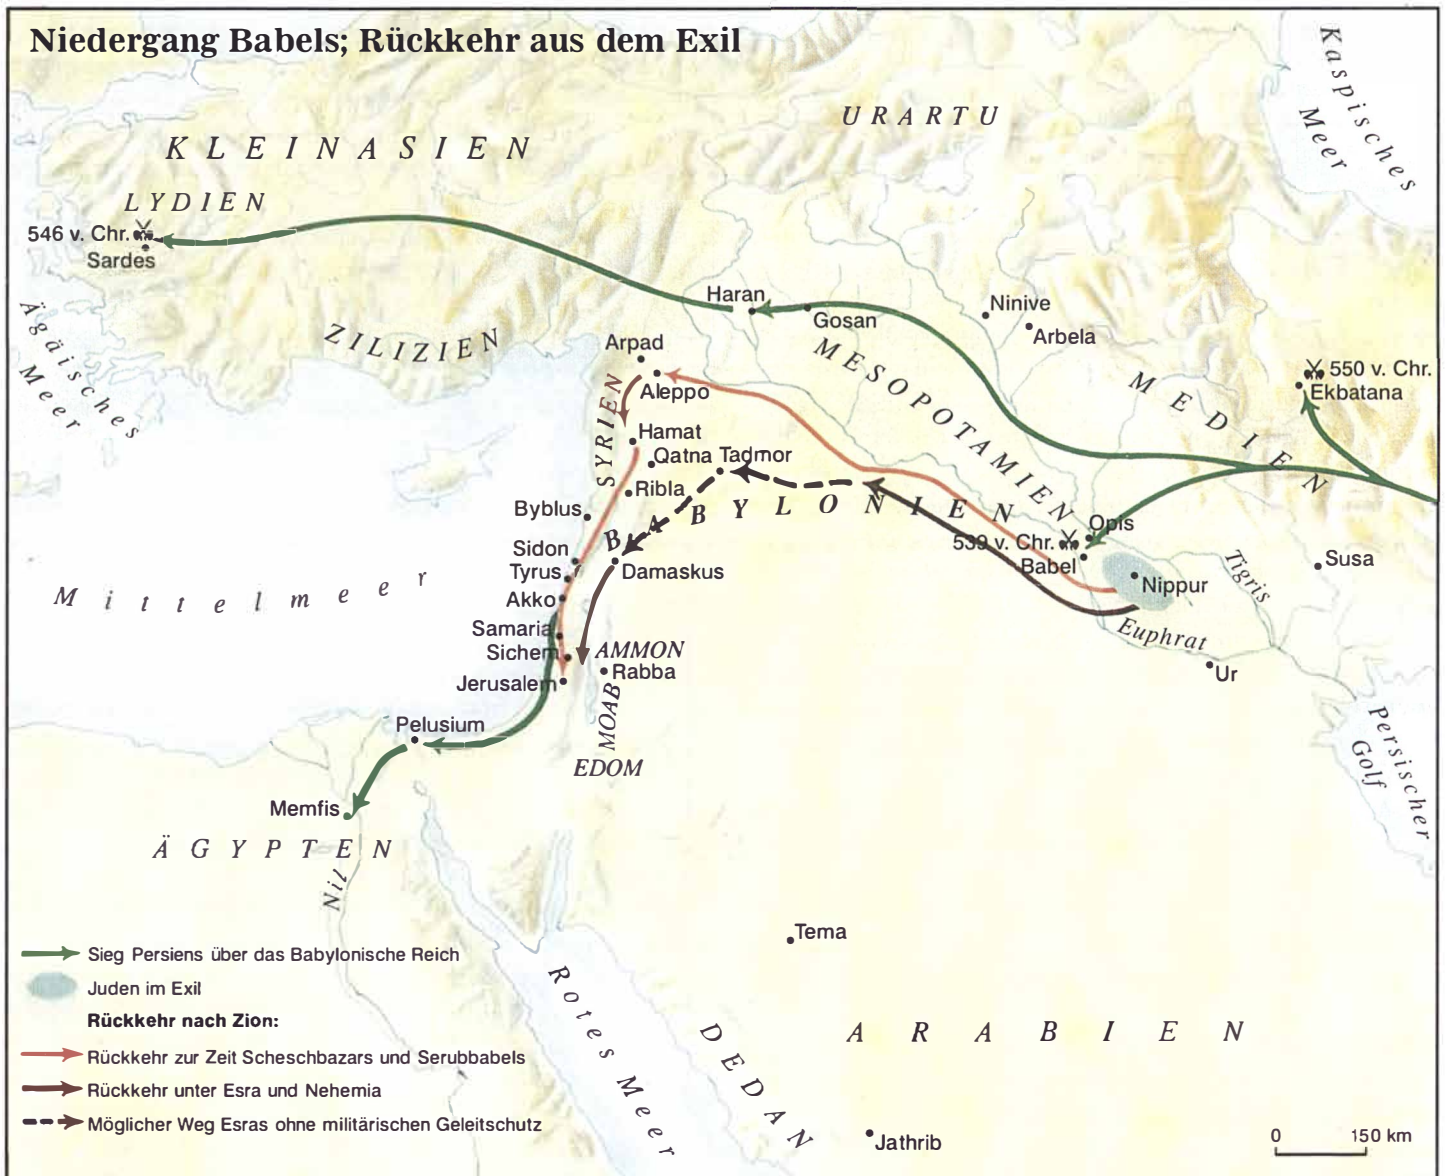 Niedergang Babels; Rückkehr aus dem Exil
Kaspisches
Meer
URARTU
KLEINASIEN
LYDIEN
546 v. Chr.
Sardes
Ägäisches
Meer
ZILIZIEN
Haran
Gosan
Ninive
Arbela
Arpad
Aleppo
SYRIEN
MESOPOTAMIEN
MEDIEN
550 v. Chr.
Ekbatana
Hamat
Qatna
Tadmor
Ribla
Byblus
BABYLONIEN
Opis
539 v. Chr.
Babel
Sidon
Tyrus
Damaskus
Nippur
Tigris
Susa
Mittelmeer
Akko
Samaria
Sichem
AMMON
Rabba
Jerusalem
MOAB
Euphrat
Ur
Persischer
Golf
Pelusium
EDOM
Memfis
ÄGYPTEN
Nil
Tema
Rotes Meer
DEDAN
ARABIEN
Jathrib
Sieg Persiens über das Babylonische Reich
Juden im Exil
Rückkehr nach Zion:
Rückkehr zur Zeit Scheschbazars und Serubbabels
Rückkehr unter Esra und Nehemia
Möglicher Weg Esras ohne militärischen Geleitschutz
0 150 km